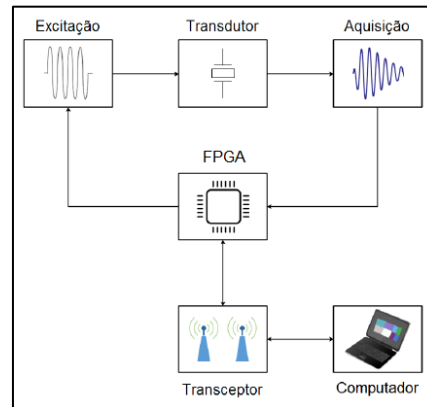 Excitação
Transdutor
Aquisição
FPGA
Transceptor
Computador